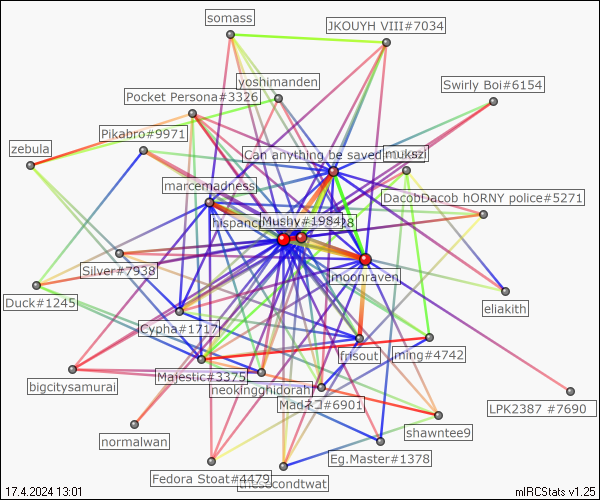 somass
JKOUYH VIII#7034
yoshimanden
Swirly Boi#6154
Pocket Persona#3326
Pikabro#9971
zebula
Can anything be saved
mukszi
marcemadness
DacobDacob hORNY police#5271
Mushy#1984
moonraven
Silver#7938
Duck#1245
eliakith
Cypha#1717
frisout
ming#4742
Majestic#3375
bigcitysamurai
neokingghidorah
Madネコ#6901
LPK2387 #7690
shawntee9
normalwan
Eg.Master#1378
Fedora Stoat#4479
thesecondtwat
17.4.2024 13:01
mIRCStats v1.25